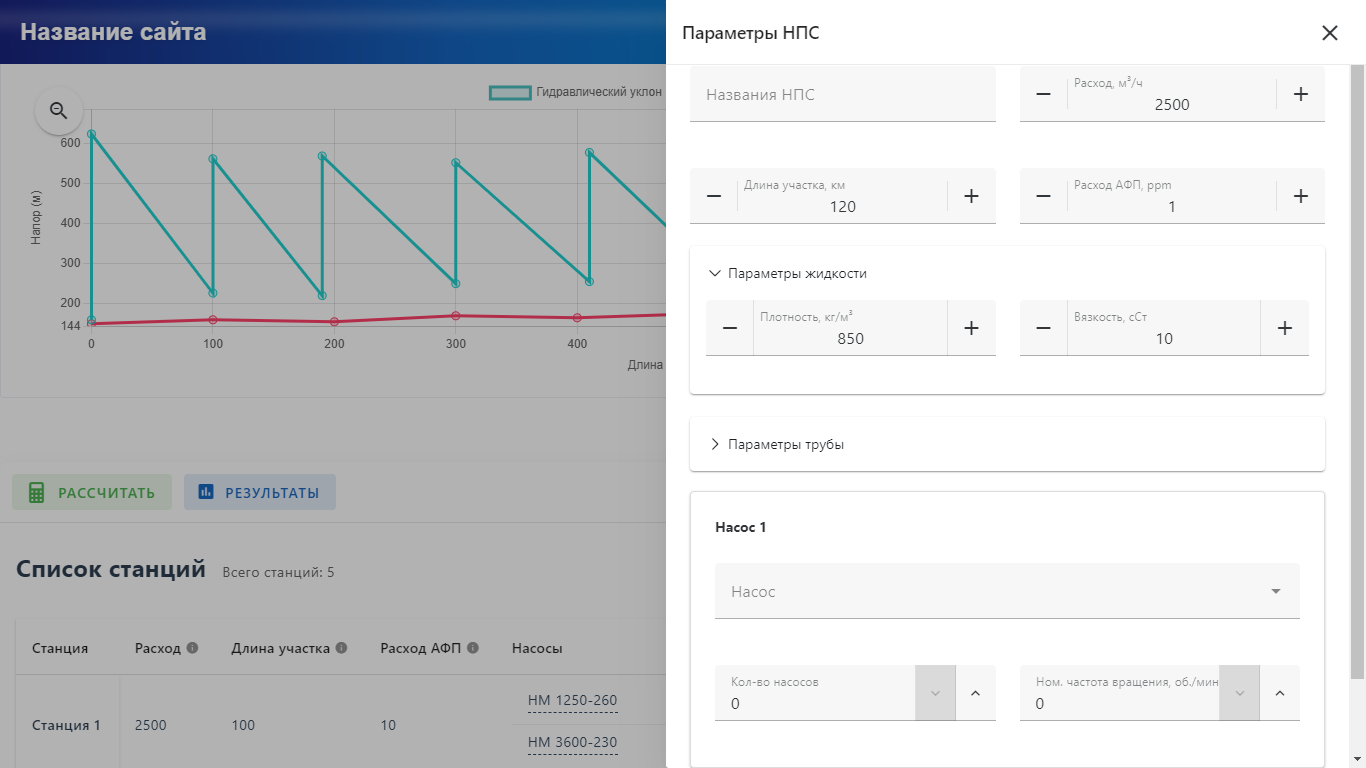 Название сайта
Гидравлический уклон
600
500
400
300
200
144
Напор (м)
0 100 200 300 400
Длина
РАССЧИТАТЬ РЕЗУЛЬТАТЫ
Список станций Всего станций: 5
Станция Расход Длина участка Расход АФП Насосы
Станция 1 2500 100 10
НМ 1250-260
НМ 3600-230
Параметры НПС
Названия НПС
Расход, м³/ч
2500
Длина участка, км
120
Расход АФП, ppm
1
Параметры жидкости
Плотность, кг/м³
850
Вязкость, сСт
10
Параметры трубы
Насос 1
Насос
Кол-во насосов
0
Ном. частота вращения, об./мин
0